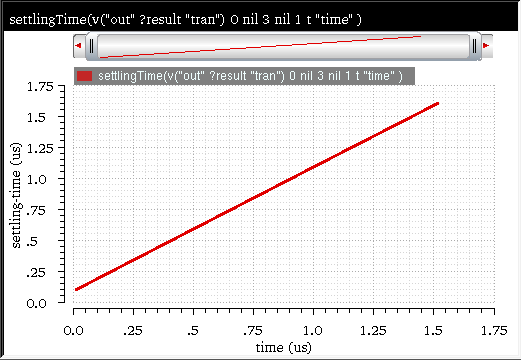 settlingTime(v("out" ?result "tran") 0 nil 3 nil 1 t "time" )
settlingTime(v("out" ?result "tran") 0 nil 3 nil 1 t "time" )
1.75
1.5
1.25
1.0
.75
.5
.25
0.0
settling-time (us)
0.0 .25 .5 .75 1.0 1.25 1.5 1.75
time (us)